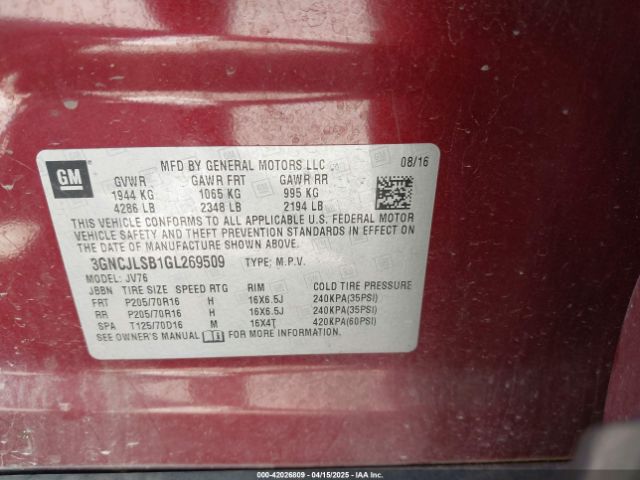 GM
MFD BY GENERAL MOTORS LLC 08/16
GVWR GAWR FRT GAWR RR
1944 KG 1065 KG 995 KG
4286 LB 2348 LB 2194 LB
THIS VEHICLE CONFORMS TO ALL APPLICABLE U.S. FEDERAL MOTOR
VEHICLE SAFETY AND THEFT PREVENTION STANDARDS IN EFFECT ON
THE DATE OF MANUFACTURE SHOWN ABOVE.
3GNCJLSB1GL269509 TYPE: M.P.V.
MODEL: JV76
JBBN TIRE SIZE SPEED RTG RIM COLD TIRE PRESSURE
FRT P205/70R16 H 16X6.5J 240KPA(35PSI)
RR P205/70R16 H 16X6.5J 240KPA(35PSI)
SPA T125/70D16 M 16X4T 420KPA(60PSI)
SEE OWNER'S MANUAL FOR MORE INFORMATION.
000-42026809 - 04/15/2025 - IAAI.COM